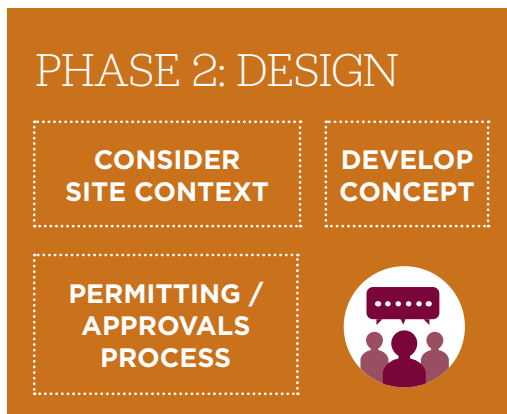 PHASE 2: DESIGN
CONSIDER
SITE CONTEXT
DEVELOP
CONCEPT
PERMITTING /
APPROVALS
PROCESS